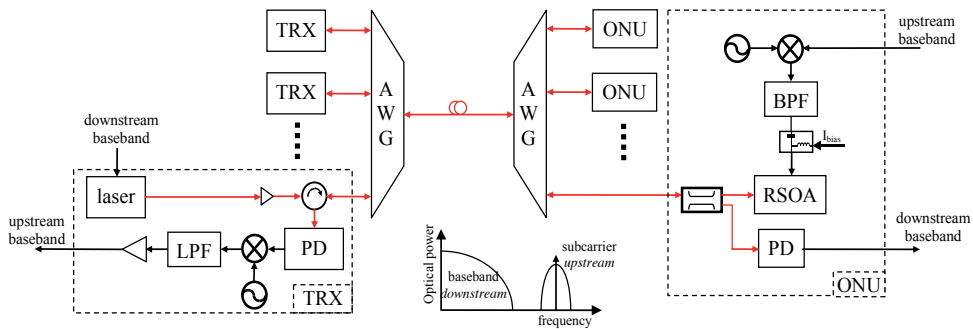 TRX
TRX
downstream
baseband
laser
upstream
baseband
LPF
PD
TRX
A
W
G
A
W
G
ONU
ONU
upstream
baseband
BPF
I_bias
RSOA
PD
downstream
baseband
ONU
Optical power
baseband
downstream
subcarrier
upstream
frequency